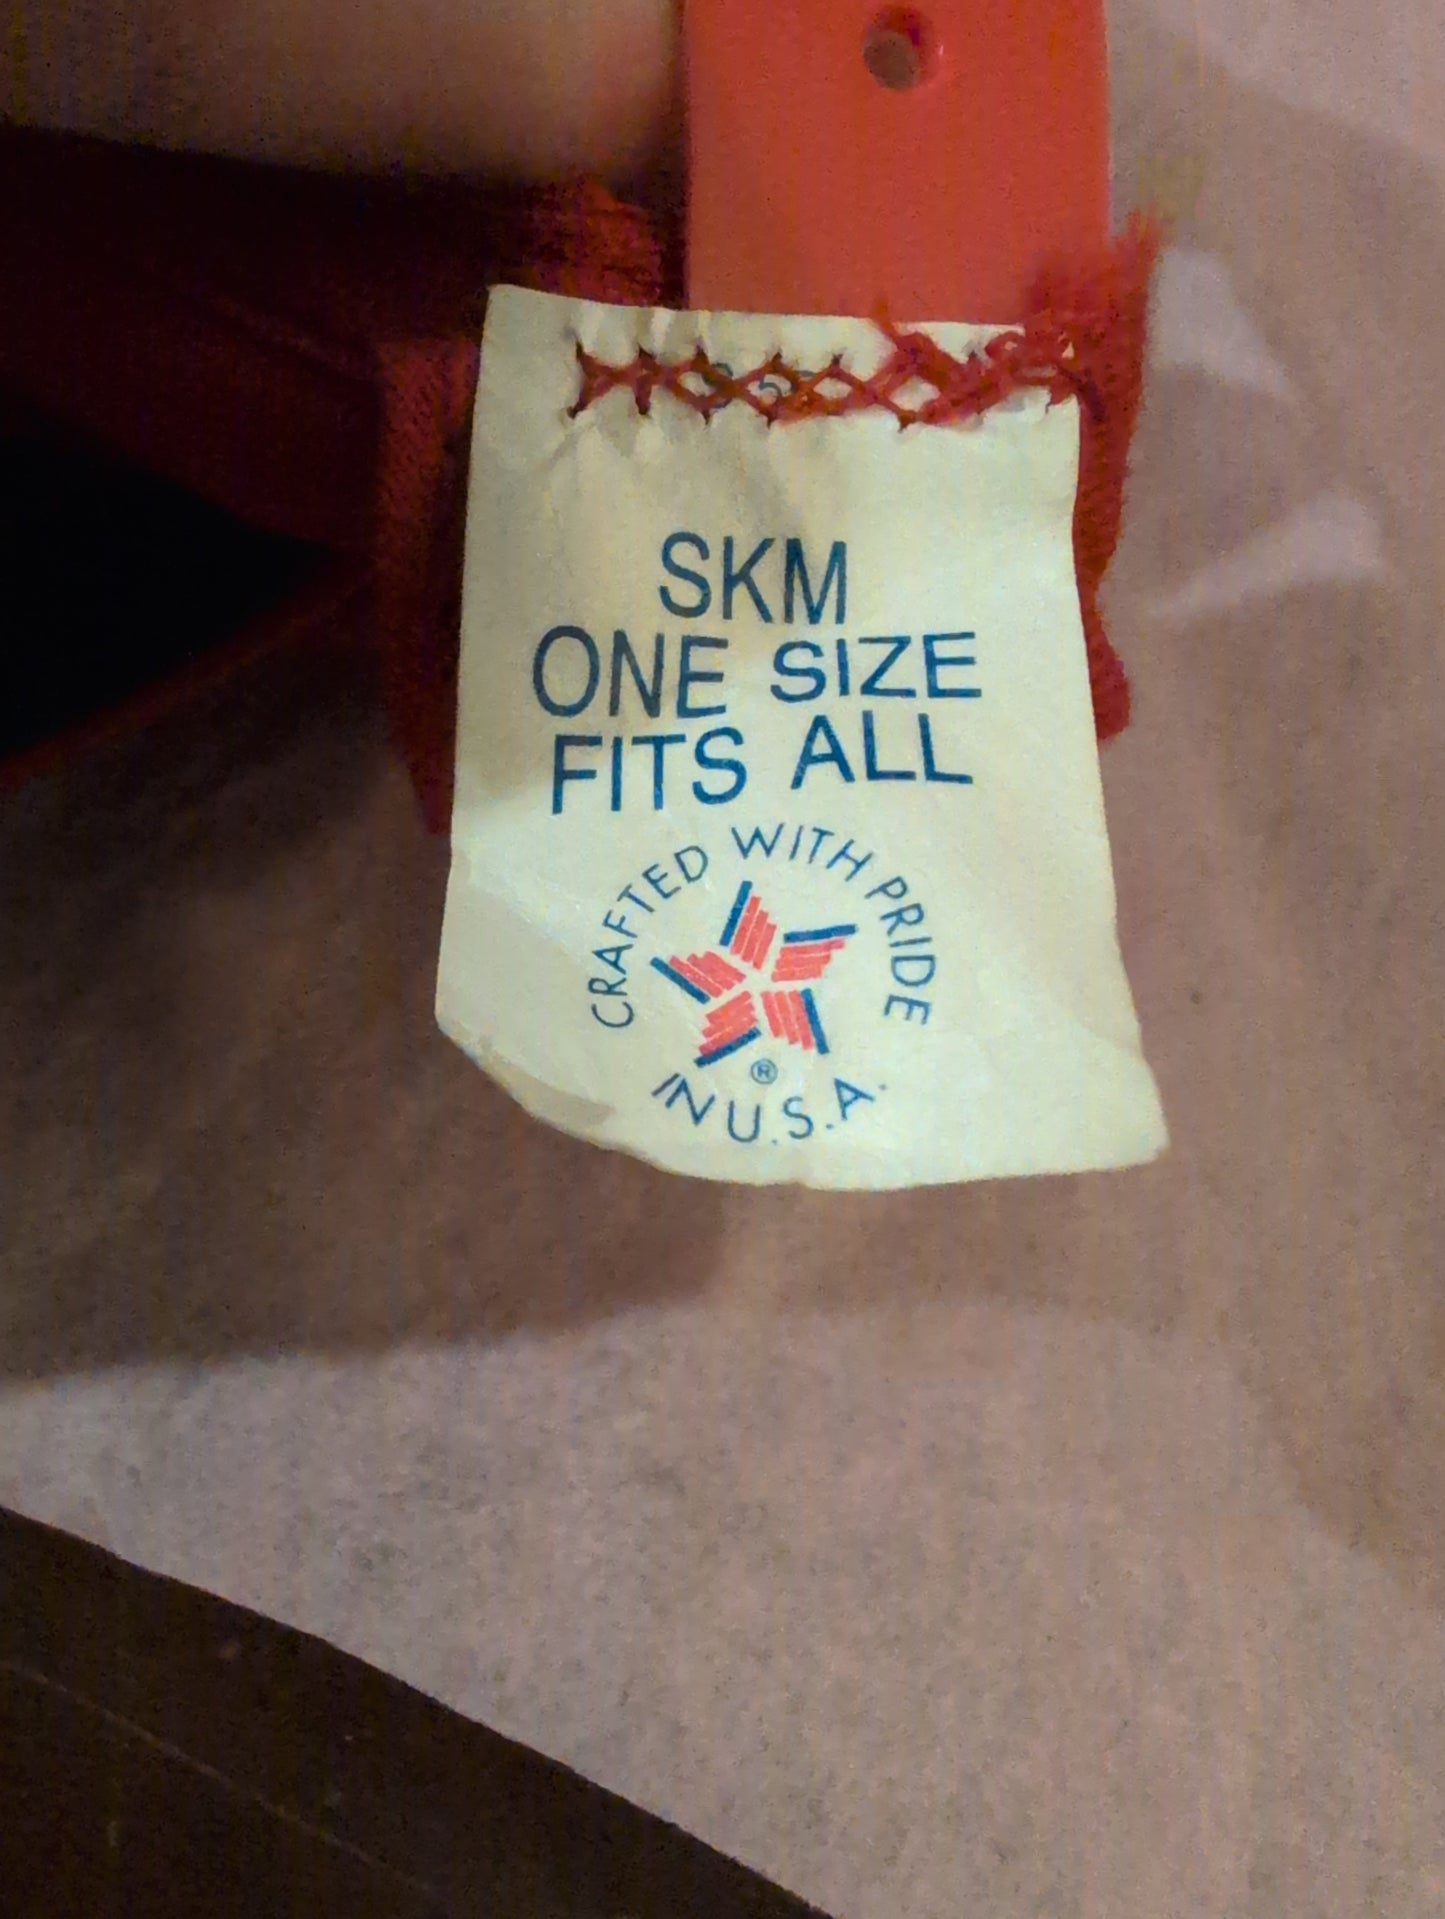 SKM
ONE SIZE
FITS ALL
CRAFTED WITH PRIDE
IN U.S.A.
®